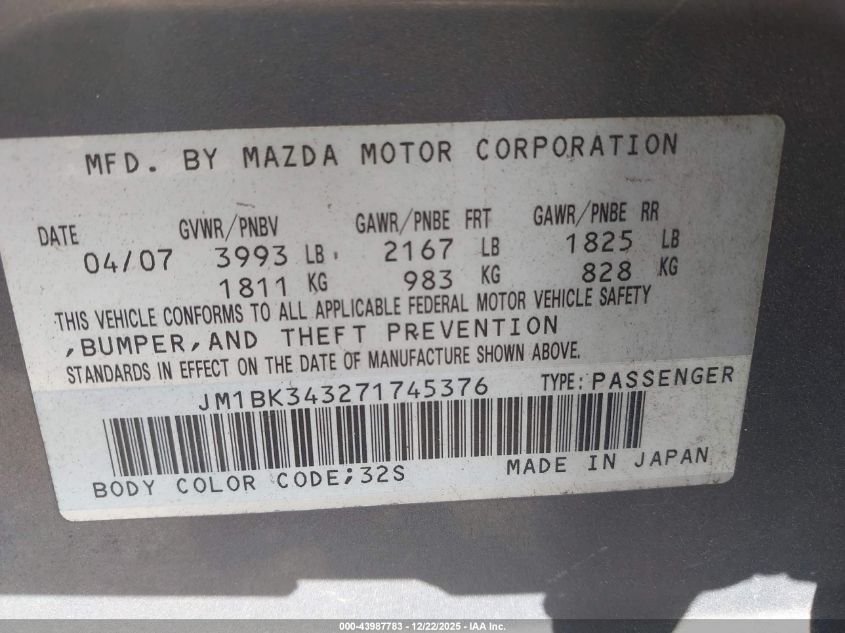 MFD. BY MAZDA MOTOR CORPORATION
DATE GVWR/PNBV GAWR/PNBE FRT GAWR/PNBE RR
04/07 3993 LB. 2167 LB 1825 LB
1811 KG 983 KG 828 KG
THIS VEHICLE CONFORMS TO ALL APPLICABLE FEDERAL MOTOR VEHICLE SAFETY
,BUMPER,AND THEFT PREVENTION
STANDARDS IN EFFECT ON THE DATE OF MANUFACTURE SHOWN ABOVE.
JM1BK343271745376 TYPE: PASSENGER
BODY COLOR CODE;32S MADE IN JAPAN
000-43987783 - 12/22/2025 - IAA Inc.